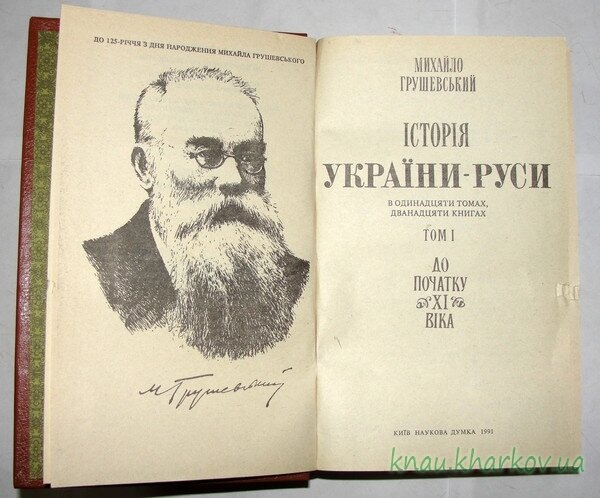 ДО 125-РІЧЧЯ З ДНЯ НАРОДЖЕННЯ МИХАЙЛА ГРУШЕВСЬКОГО
М Грушевський
МИХАЙЛО
ГРУШЕВСЬКИЙ
ІСТОРІЯ
УКРАЇНИ-РУСИ
В ОДИНАДЦЯТИ ТОМАХ,
ДВАНАДЦЯТИ КНИГАХ
ТОМ I
ДО
ПОЧАТКУ
XI
ВІКА
КИЇВ НАУКОВА ДУМКА 1991
knau.kharkov.ua